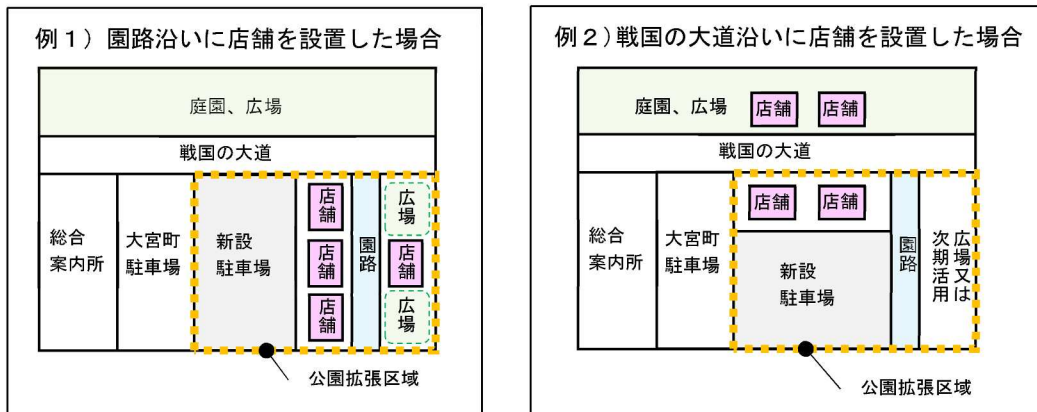 例１）園路沿いに店舗を設置した場合
庭園、広場
戦国の大道
総合
案内所
大宮町
駐車場
新設
駐車場
店舗
店舗
店舗
園路
広場
店舗
広場
公園拡張区域
例２）戦国の大道沿いに店舗を設置した場合
庭園、広場
店舗
店舗
戦国の大道
総合
案内所
大宮町
駐車場
店舗
店舗
新設
駐車場
園路
広場又は
次期活用
公園拡張区域